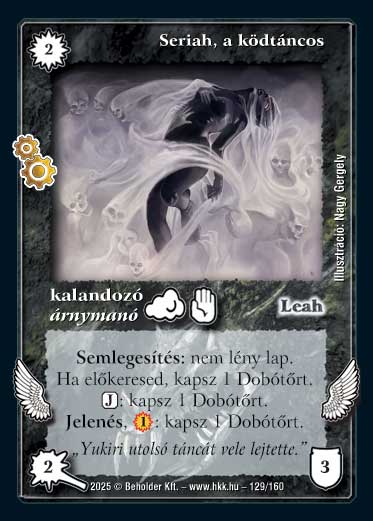 2
Seriah, a ködtáncos
Illusztráció: Nagy Gergely
kalandozó
árnymanó
Leah
Semlegesítés: nem lény lap.
Ha előkeresed, kapsz 1 Dobótőrt.
J: kapsz 1 Dobótőrt.
Jelenés, 1: kapsz 1 Dobótőrt.
„Yukiri utolsó táncát vele lejtette.”
2
3
2025 © Beholder Kft. – www.hkk.hu – 129/160